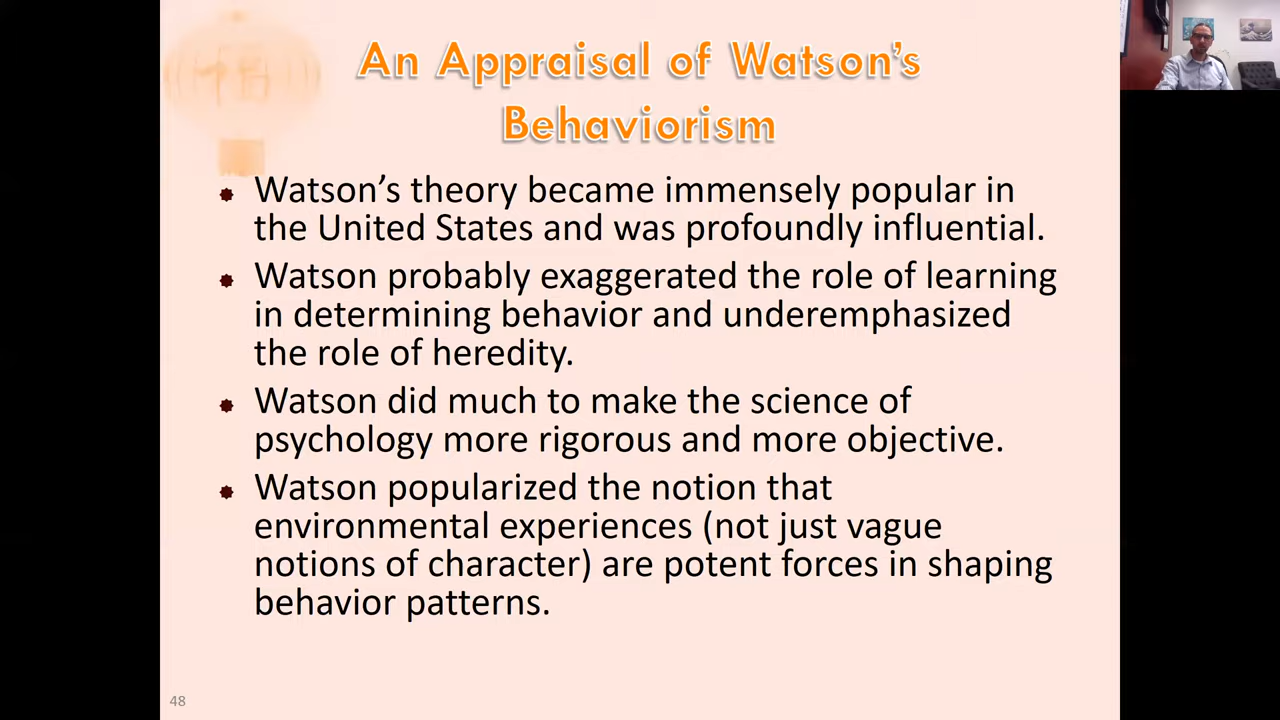 An Appraisal of Watson’s
Behaviorism
Watson’s theory became immensely popular in
the United States and was profoundly influential.
Watson probably exaggerated the role of learning
in determining behavior and underemphasized
the role of heredity.
Watson did much to make the science of
psychology more rigorous and more objective.
Watson popularized the notion that
environmental experiences (not just vague
notions of character) are potent forces in shaping
behavior patterns.
48